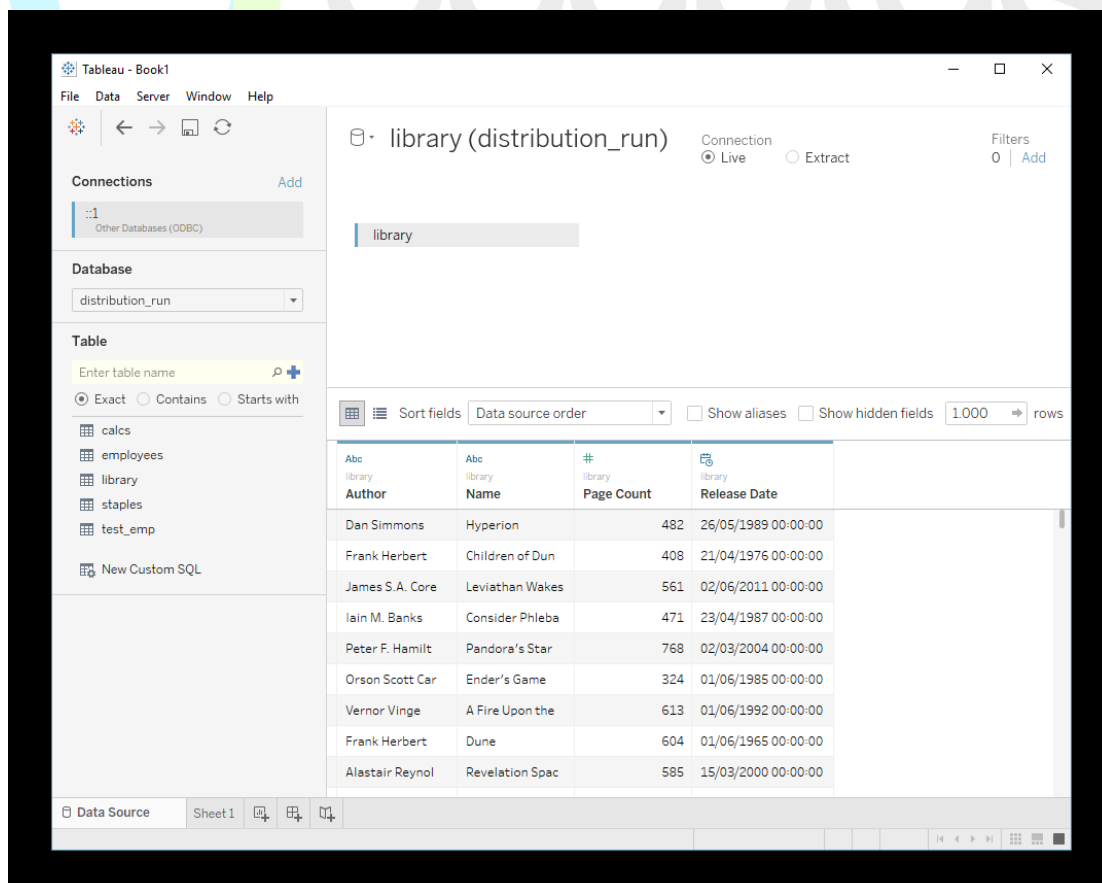 Tableau - Book1
File Data Server Window Help
library (distribution_run)
Connection
Live Extract
Filters
0 Add
Connections Add
::1
Other Databases (ODBC)
library
Database
distribution_run
Table
Enter table name
Exact Contains Starts with
calcs
employees
library
staples
test_emp
New Custom SQL
Sort fields Data source order Show aliases Show hidden fields 1.000 rows
Abc Abc # 
library library library library
Author Name Page Count Release Date
Dan Simmons Hyperion 482 26/05/1989 00:00:00
Frank Herbert Children of Dun 408 21/04/1976 00:00:00
James S.A. Core Leviathan Wakes 561 02/06/2011 00:00:00
Iain M. Banks Consider Phleba 471 23/04/1987 00:00:00
Peter F. Hamilt Pandora's Star 768 02/03/2004 00:00:00
Orson Scott Car Ender's Game 324 01/06/1985 00:00:00
Vernor Vinge A Fire Upon the 613 01/06/1992 00:00:00
Frank Herbert Dune 604 01/06/1965 00:00:00
Alastair Reynol Revelation Spac 585 15/03/2000 00:00:00
Data Source Sheet 1